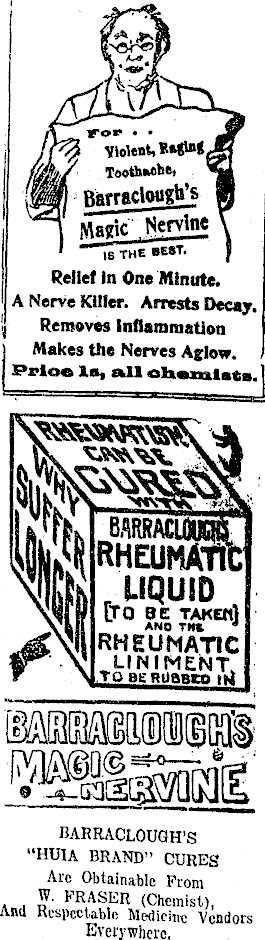 For . .
Violent, Raging
Toothache,
Barraclough's
Magic Nervine
IS THE BEST.
Relief in One Minute.
A Nerve Killer. Arrests Decay.
Removes Inflammation
Makes the Nerves Aglow.
Price 1s, all chemists.
RHEUMATISM
CAN BE
CURED
WITH
WHY
SUFFER
LONGER
BARRACLOUGH'S
RHEUMATIC
LIQUID
[TO BE TAKEN]
AND THE
RHEUMATIC
LINIMENT
TO BE RUBBED IN
BARRACLOUGH'S
MAGIC
NERVINE
BARRACLOUGH'S
"HUIA BRAND" CURES
Are Obtainable From
W. FRASER (Chemist),
And Respectable Medicine Vendors
Everywhere.